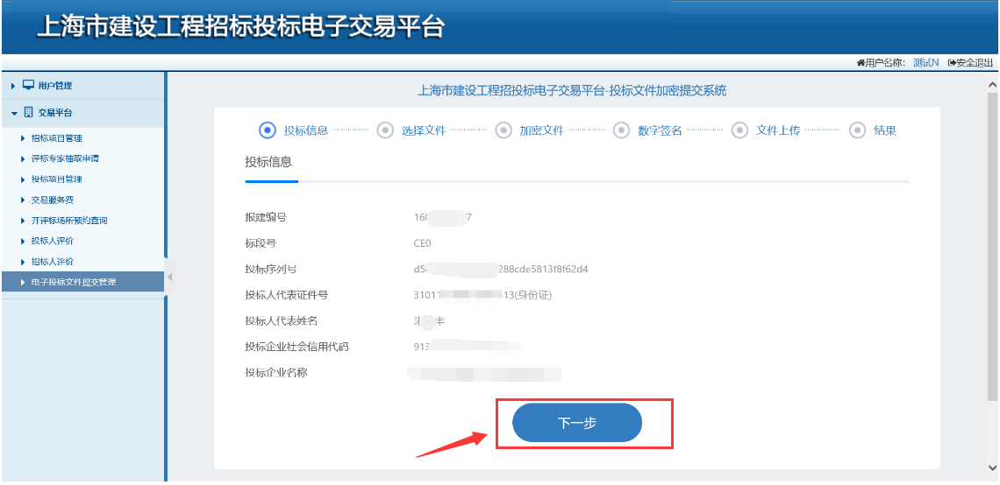 上海市建设工程招标投标电子交易平台
用户名称： 测试N 安全退出
用户管理
交易平台
招标项目管理
评标专家抽取申请
投标项目管理
交易服务费
开评标场所预约查询
投标人评价
招标人评价
电子投标文件提交管理
上海市建设工程招投标电子交易平台-投标文件加密提交系统
投标信息 选择文件 加密文件 数字签名 文件上传 结果
投标信息
报建编号 160 7
标段号 CE0
投标序列号 d54 288cde5813f8f62d4
投标人代表证件号 31011 13(身份证)
投标人代表姓名 朱 丰
投标企业社会信用代码 913
投标企业名称
下一步